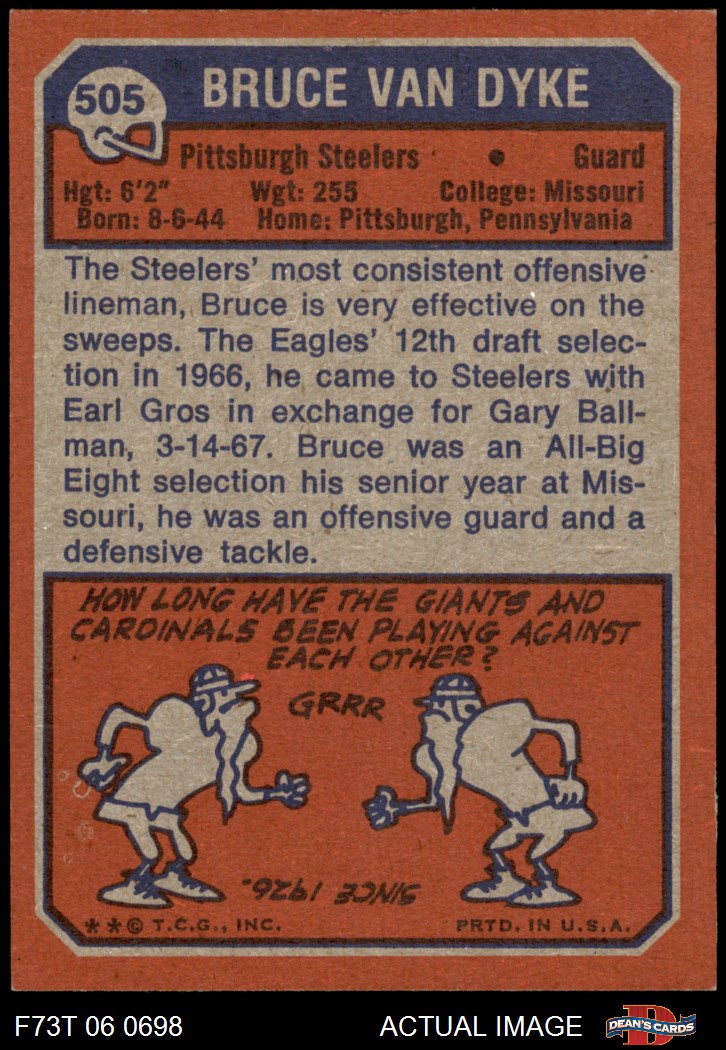 505
BRUCE VAN DYKE
Pittsburgh Steelers • Guard
Hgt: 6'2" Wgt: 255 College: Missouri
Born: 8-6-44 Home: Pittsburgh, Pennsylvania
The Steelers' most consistent offensive
lineman, Bruce is very effective on the
sweeps. The Eagles' 12th draft selec-
tion in 1966, he came to Steelers with
Earl Gros in exchange for Gary Ball-
man, 3-14-67. Bruce was an All-Big
Eight selection his senior year at Mis-
souri, he was an offensive guard and a
defensive tackle.
HOW LONG HAVE THE GIANTS AND
CARDINALS BEEN PLAYING AGAINST
EACH OTHER?
GRRR
SINCE 1926.
**© T.C.G., INC. PRTD. IN U.S.A.
F73T 06 0698 ACTUAL IMAGE
D
DEAN'S CARDS